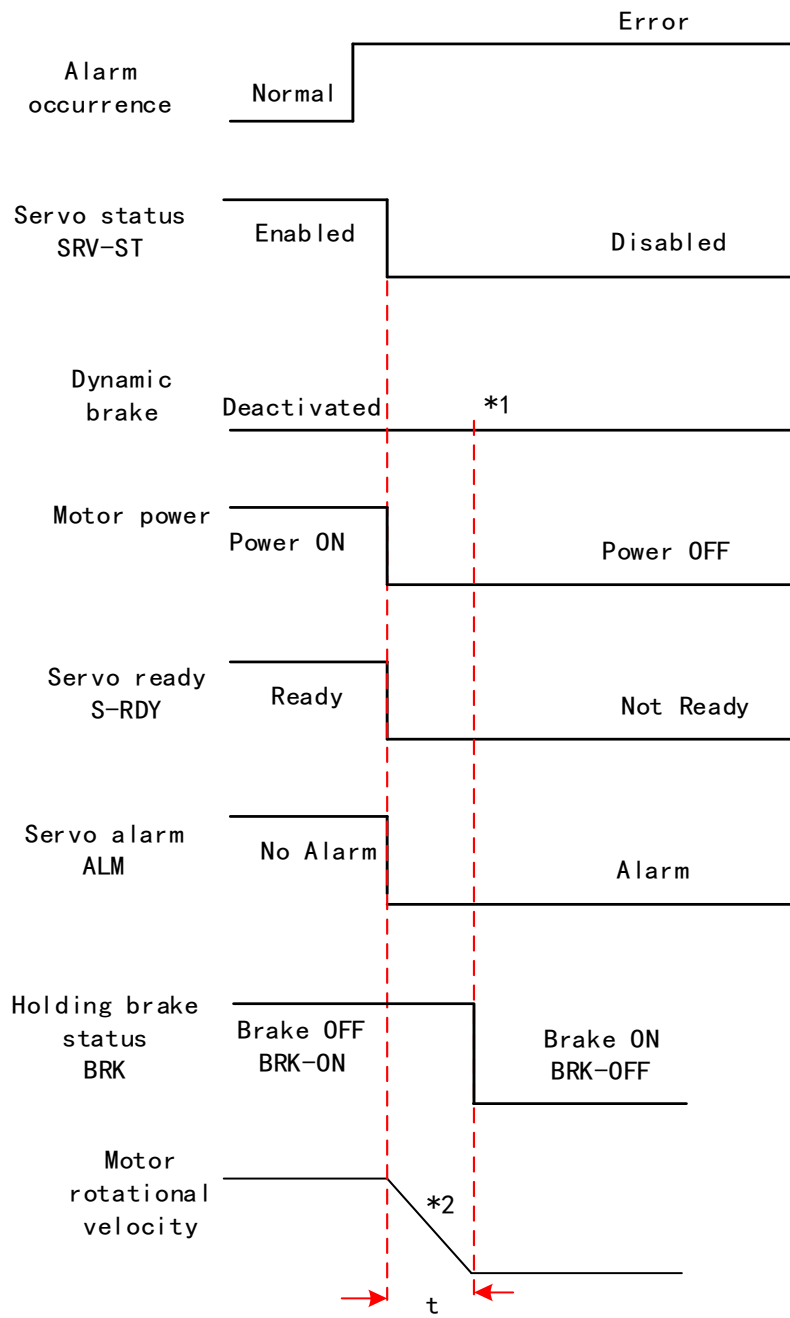 Error
Alarm
occurrence
Normal
Servo status
SRV-ST
Enabled
Disabled
Dynamic
brake
Deactivated
*1
Motor power
Power ON
Power OFF
Servo ready
S-RDY
Ready
Not Ready
Servo alarm
ALM
No Alarm
Alarm
Holding brake
status
BRK
Brake OFF
BRK-ON
Brake ON
BRK-OFF
Motor
rotational
velocity
*2
t